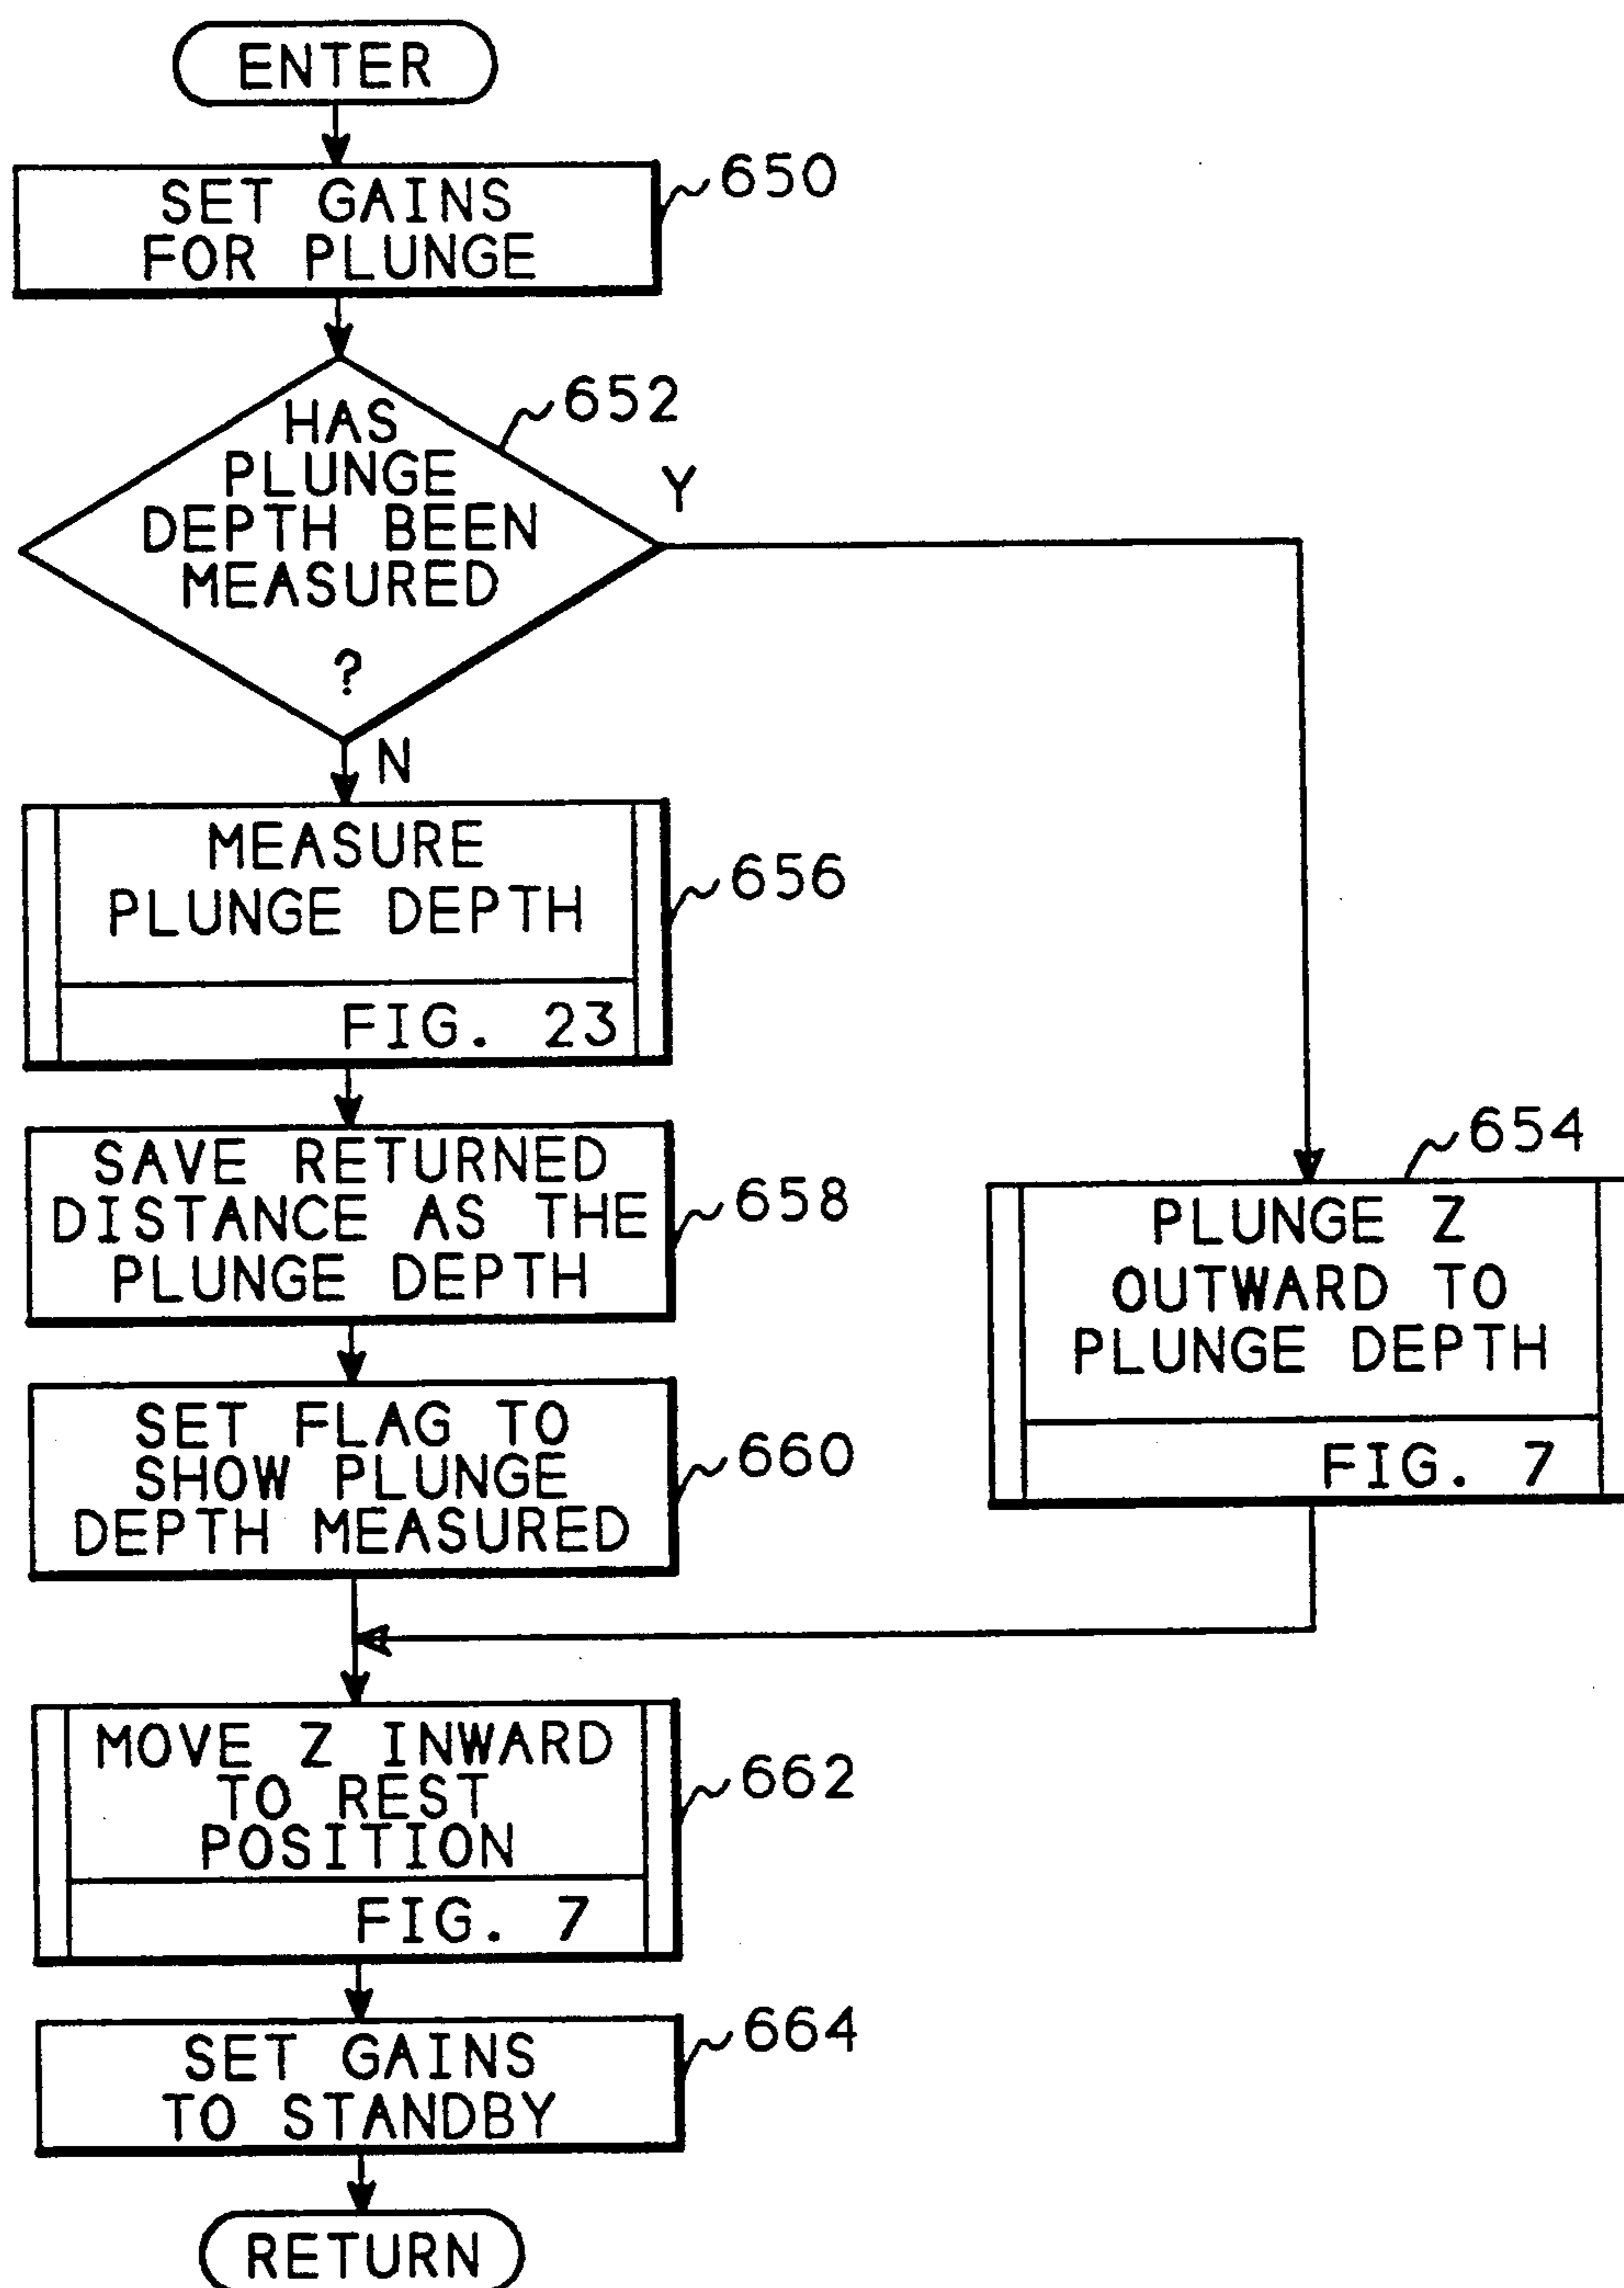 ENTER
SET GAINS
FOR PLUNGE
650
HAS
PLUNGE
DEPTH BEEN
MEASURED
?
652
Y
N
MEASURE
PLUNGE DEPTH
FIG. 23
656
SAVE RETURNED
DISTANCE AS THE
PLUNGE DEPTH
658
654
PLUNGE Z
OUTWARD TO
PLUNGE DEPTH
FIG. 7
SET FLAG TO
SHOW PLUNGE
DEPTH MEASURED
660
MOVE Z INWARD
TO REST
POSITION
FIG. 7
662
SET GAINS
TO STANDBY
664
RETURN